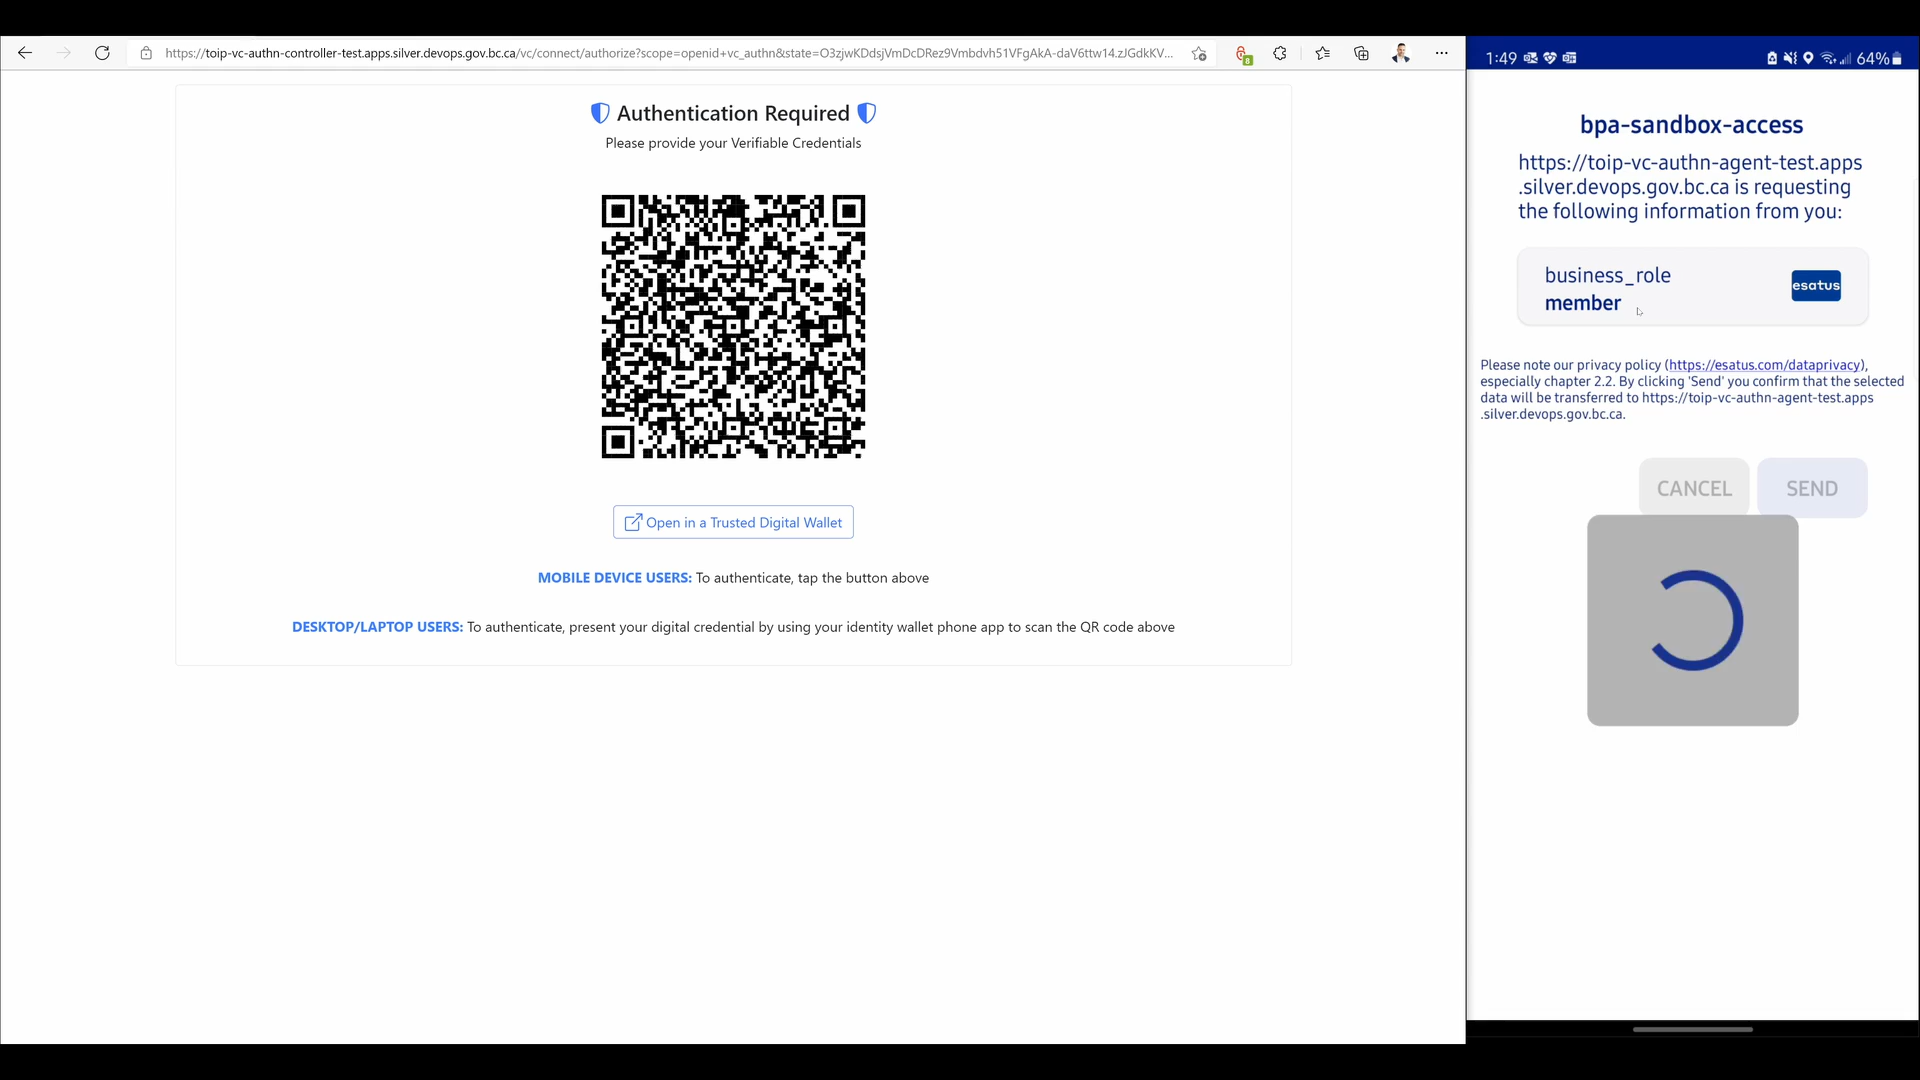 https://toip-vc-authn-controller-test.apps.silver.devops.gov.bc.ca/vc/connect/authorize?scope=openid+vc_authn&state=O3zjwKDdsjVmDcDRez9Vmbdvh51VFgAkA-daV6ttw14.zJGdkKV...
8
Authentication Required
Please provide your Verifiable Credentials
Open in a Trusted Digital Wallet
MOBILE DEVICE USERS: To authenticate, tap the button above
DESKTOP/LAPTOP USERS: To authenticate, present your digital credential by using your identity wallet phone app to scan the QR code above
1:49
64%
bpa-sandbox-access
https://toip-vc-authn-agent-test.apps
.silver.devops.gov.bc.ca is requesting
the following information from you:
business_role
member
esatus
Please note our privacy policy (https://esatus.com/dataprivacy),
especially chapter 2.2. By clicking 'Send' you confirm that the selected
data will be transferred to https://toip-vc-authn-agent-test.apps
.silver.devops.gov.bc.ca.
CANCEL
SEND